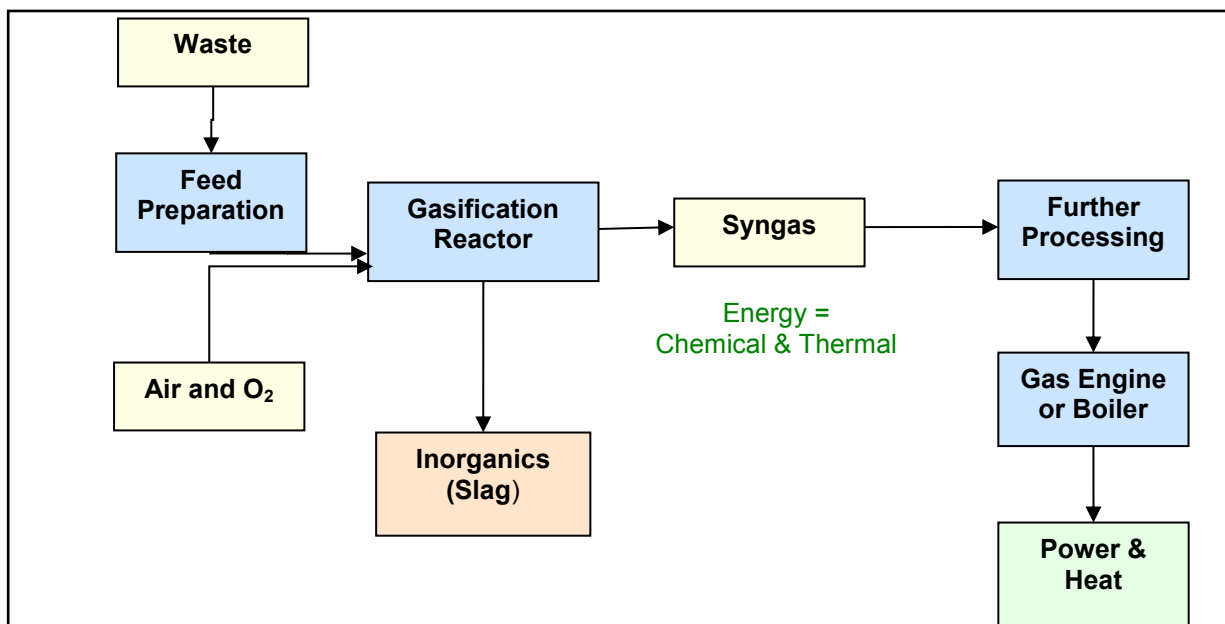 Waste
Feed
Preparation
Gasification
Reactor
Syngas
Further
Processing
Energy =
Chemical & Thermal
Air and O₂
Gas Engine
or Boiler
Inorganics
(Slag)
Power &
Heat